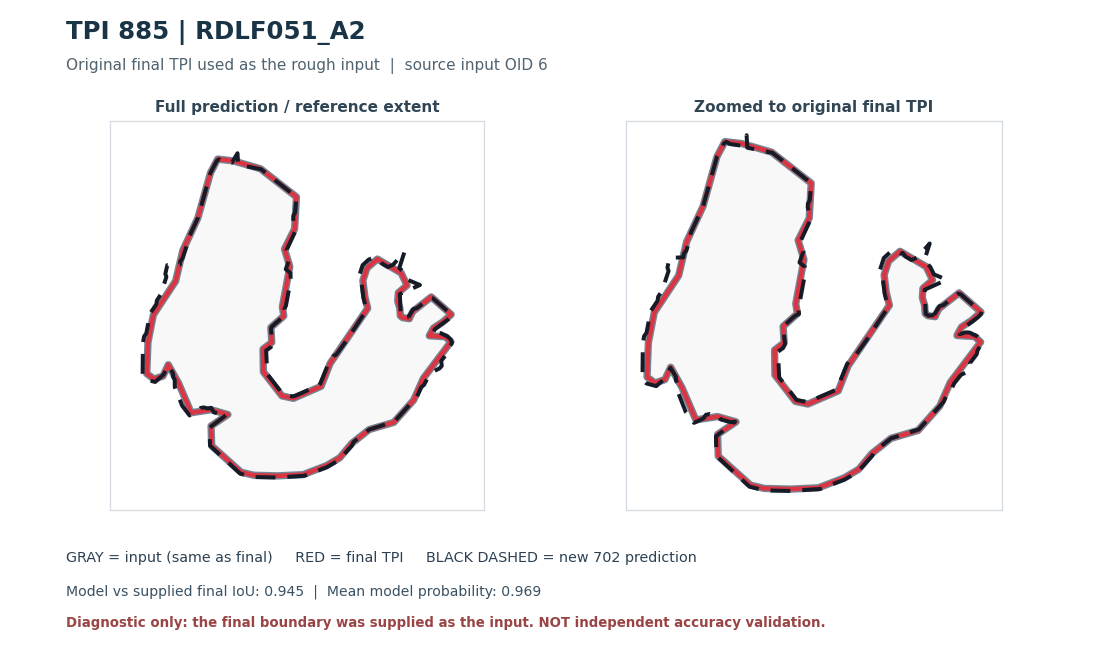 TPI 885 | RDLF051_A2
Original final TPI used as the rough input | source input OID 6
Full prediction / reference extent
Zoomed to original final TPI
GRAY = input (same as final) RED = final TPI BLACK DASHED = new 702 prediction
Model vs supplied final IoU: 0.945 | Mean model probability: 0.969
Diagnostic only: the final boundary was supplied as the input. NOT independent accuracy validation.